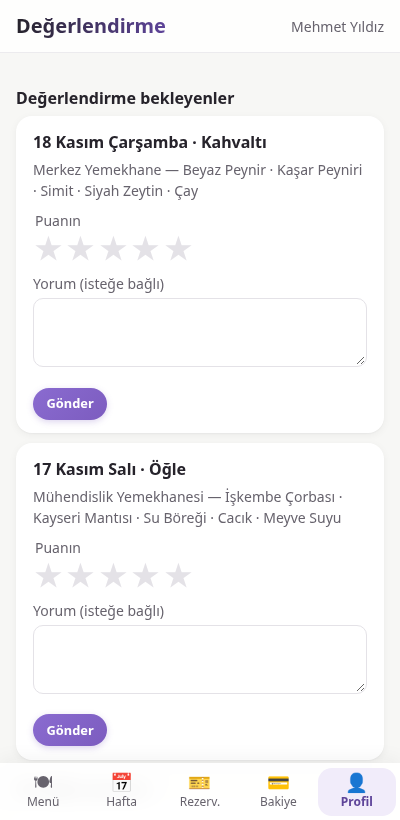 Değerlendirme
Mehmet Yıldız
Değerlendirme bekleyenler
18 Kasım Çarşamba · Kahvaltı
Merkez Yemekhane — Beyaz Peynir · Kaşar Peyniri
· Simit · Siyah Zeytin · Çay
Puanın
Yorum (isteğe bağlı)
Gönder
17 Kasım Salı · Öğle
Mühendislik Yemekhanesi — İşkembe Çorbası ·
Kayseri Mantısı · Su Böreği · Cacık · Meyve Suyu
Puanın
Yorum (isteğe bağlı)
Gönder
Menü
Hafta
Rezerv.
Bakiye
Profil